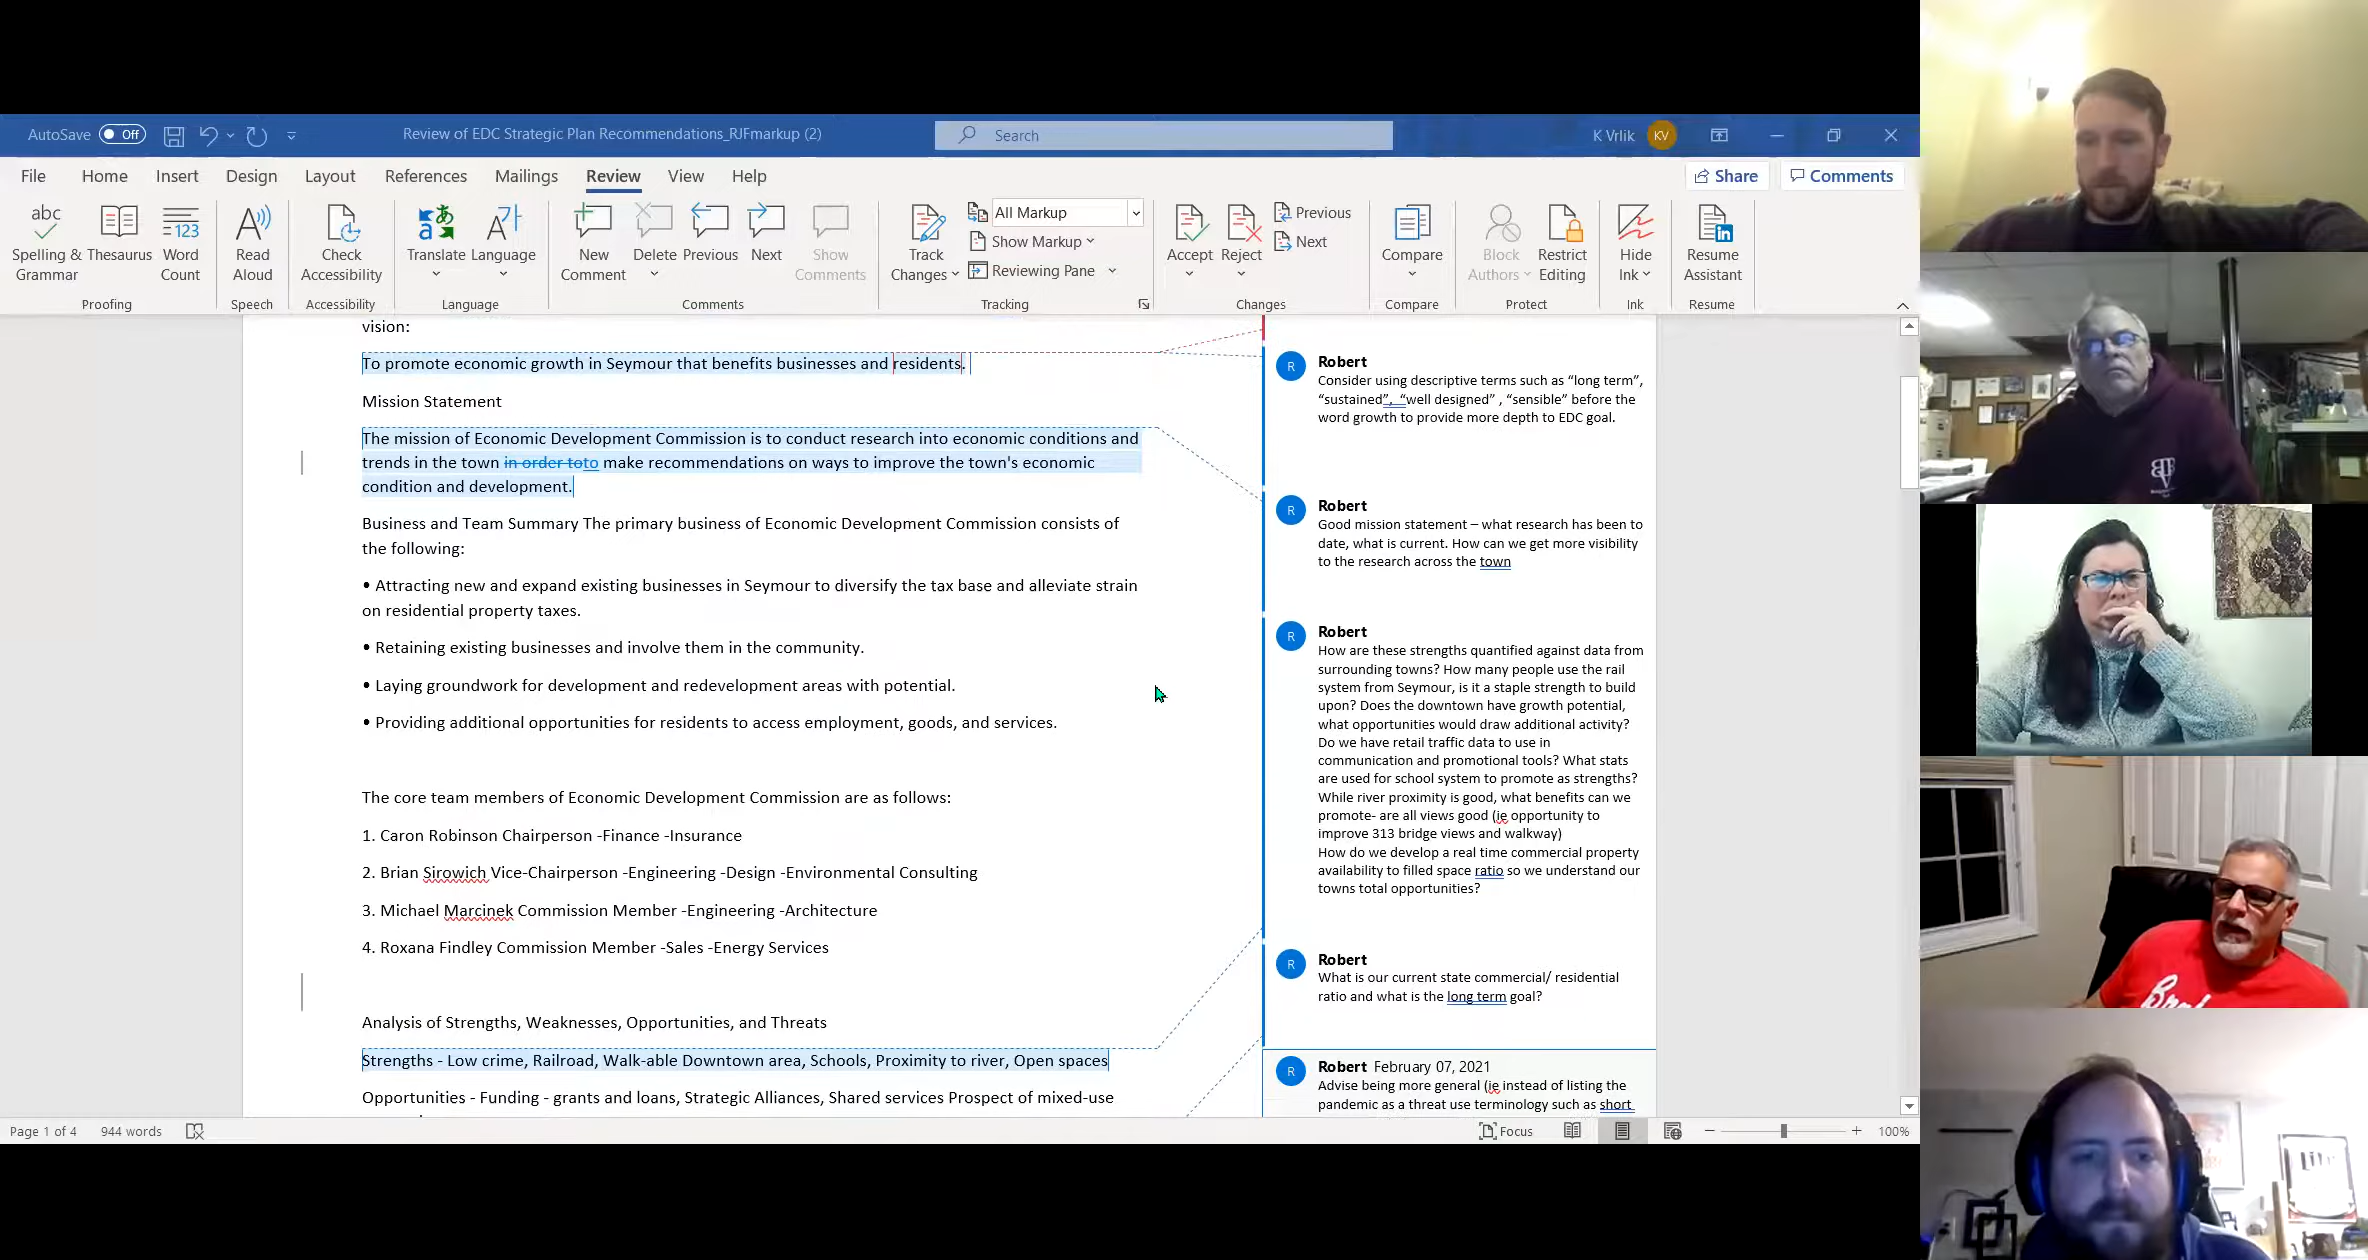 AutoSave Off Review of EDC Strategic Plan Recommendations_RJFmarkup (2) Search K Vrlik KV
File Home Insert Design Layout References Mailings Review View Help Share Comments
abc
123
Spelling & Grammar
Thesaurus
Word Count
Read Aloud
Check Accessibility
Translate
Language
New Comment
Delete
Previous
Next
Show Comments
Track Changes
All Markup
Show Markup
Reviewing Pane
Accept
Reject
Previous
Next
Compare
Block Authors
Restrict Editing
Hide Ink
Resume Assistant
Proofing Speech Accessibility Language Comments Tracking Changes Compare Protect Ink Resume
vision:
To promote economic growth in Seymour that benefits businesses and residents.
Mission Statement
The mission of Economic Development Commission is to conduct research into economic conditions and
trends in the town in order toto make recommendations on ways to improve the town's economic
condition and development.
Business and Team Summary The primary business of Economic Development Commission consists of
the following:
• Attracting new and expand existing businesses in Seymour to diversify the tax base and alleviate strain
on residential property taxes.
• Retaining existing businesses and involve them in the community.
• Laying groundwork for development and redevelopment areas with potential.
• Providing additional opportunities for residents to access employment, goods, and services.
The core team members of Economic Development Commission are as follows:
1. Caron Robinson Chairperson -Finance -Insurance
2. Brian Sirowich Vice-Chairperson -Engineering -Design -Environmental Consulting
3. Michael Marcinek Commission Member -Engineering -Architecture
4. Roxana Findley Commission Member -Sales -Energy Services
Analysis of Strengths, Weaknesses, Opportunities, and Threats
Strengths - Low crime, Railroad, Walk-able Downtown area, Schools, Proximity to river, Open spaces
Opportunities - Funding - grants and loans, Strategic Alliances, Shared services Prospect of mixed-use
R Robert
Consider using descriptive terms such as “long term”,
“sustained”, “well designed” , “sensible” before the
word growth to provide more depth to EDC goal.
R Robert
Good mission statement – what research has been to
date, what is current. How can we get more visibility
to the research across the town
R Robert
How are these strengths quantified against data from
surrounding towns? How many people use the rail
system from Seymour, is it a staple strength to build
upon? Does the downtown have growth potential,
what opportunities would draw additional activity?
Do we have retail traffic data to use in
communication and promotional tools? What stats
are used for school system to promote as strengths?
While river proximity is good, what benefits can we
promote- are all views good (ie opportunity to
improve 313 bridge views and walkway)
How do we develop a real time commercial property
availability to filled space ratio so we understand our
towns total opportunities?
R Robert
What is our current state commercial/ residential
ratio and what is the long term goal?
R Robert February 07, 2021
Advise being more general (ie instead of listing the
pandemic as a threat use terminology such as short
Page 1 of 4 944 words Focus 100%